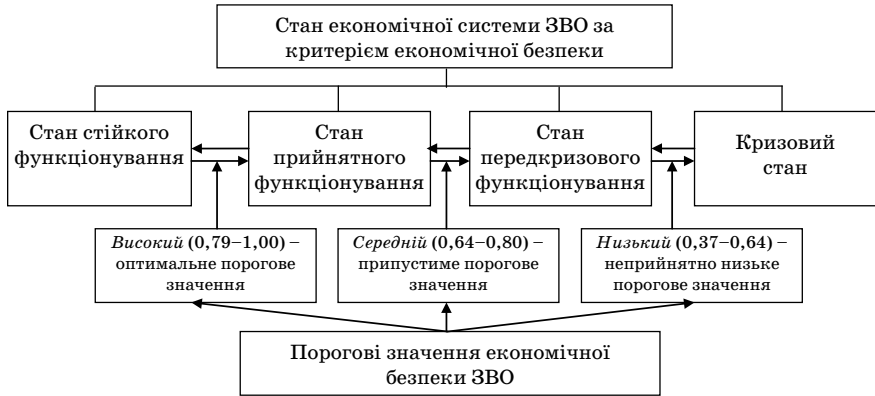 Стан економічної системи ЗВО за
критерієм економічної безпеки
Стан стійкого
функціонування
Стан
прийнятного
функціонування
Стан
передкризового
функціонування
Кризовий
стан
Високий (0,79–1,00) –
оптимальне порогове
значення
Середній (0,64–0,80) –
припустиме порогове
значення
Низький (0,37–0,64) –
неприйнятно низьке
порогове значення
Порогові значення економічної
безпеки ЗВО